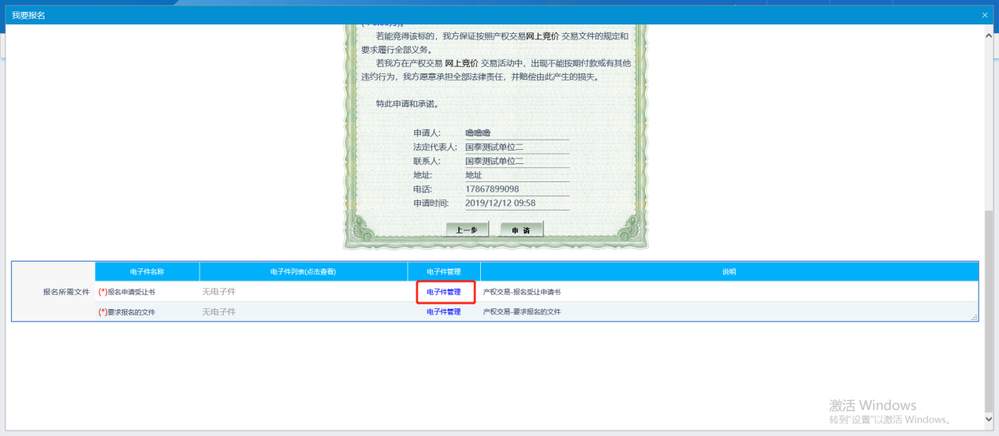 我要报名
若能竞得该标的，我方保证按照产权交易网上竞价 交易文件的规定和
要求履行全部义务。
若我方在产权交易 网上竞价 交易活动中，出现不能按期付款或有其他
违约行为，我方愿意承担全部法律责任，并赔偿由此产生的损失。
特此申请和承诺。
申请人: 噜噜噜
法定代表人: 国泰测试单位二
联系人: 国泰测试单位二
地址: 地址
电话: 17867899098
申请时间: 2019/12/12 09:58
上一步 申 请
电子件名称 电子件列表(点击查看) 电子件管理 说明
报名所需文件 (*)报名申请受让书 无电子件 电子件管理 产权交易-报名受让申请书
(*)要求报名的文件 无电子件 电子件管理 产权交易-要求报名的文件
激活 Windows
转到"设置"以激活 Windows。